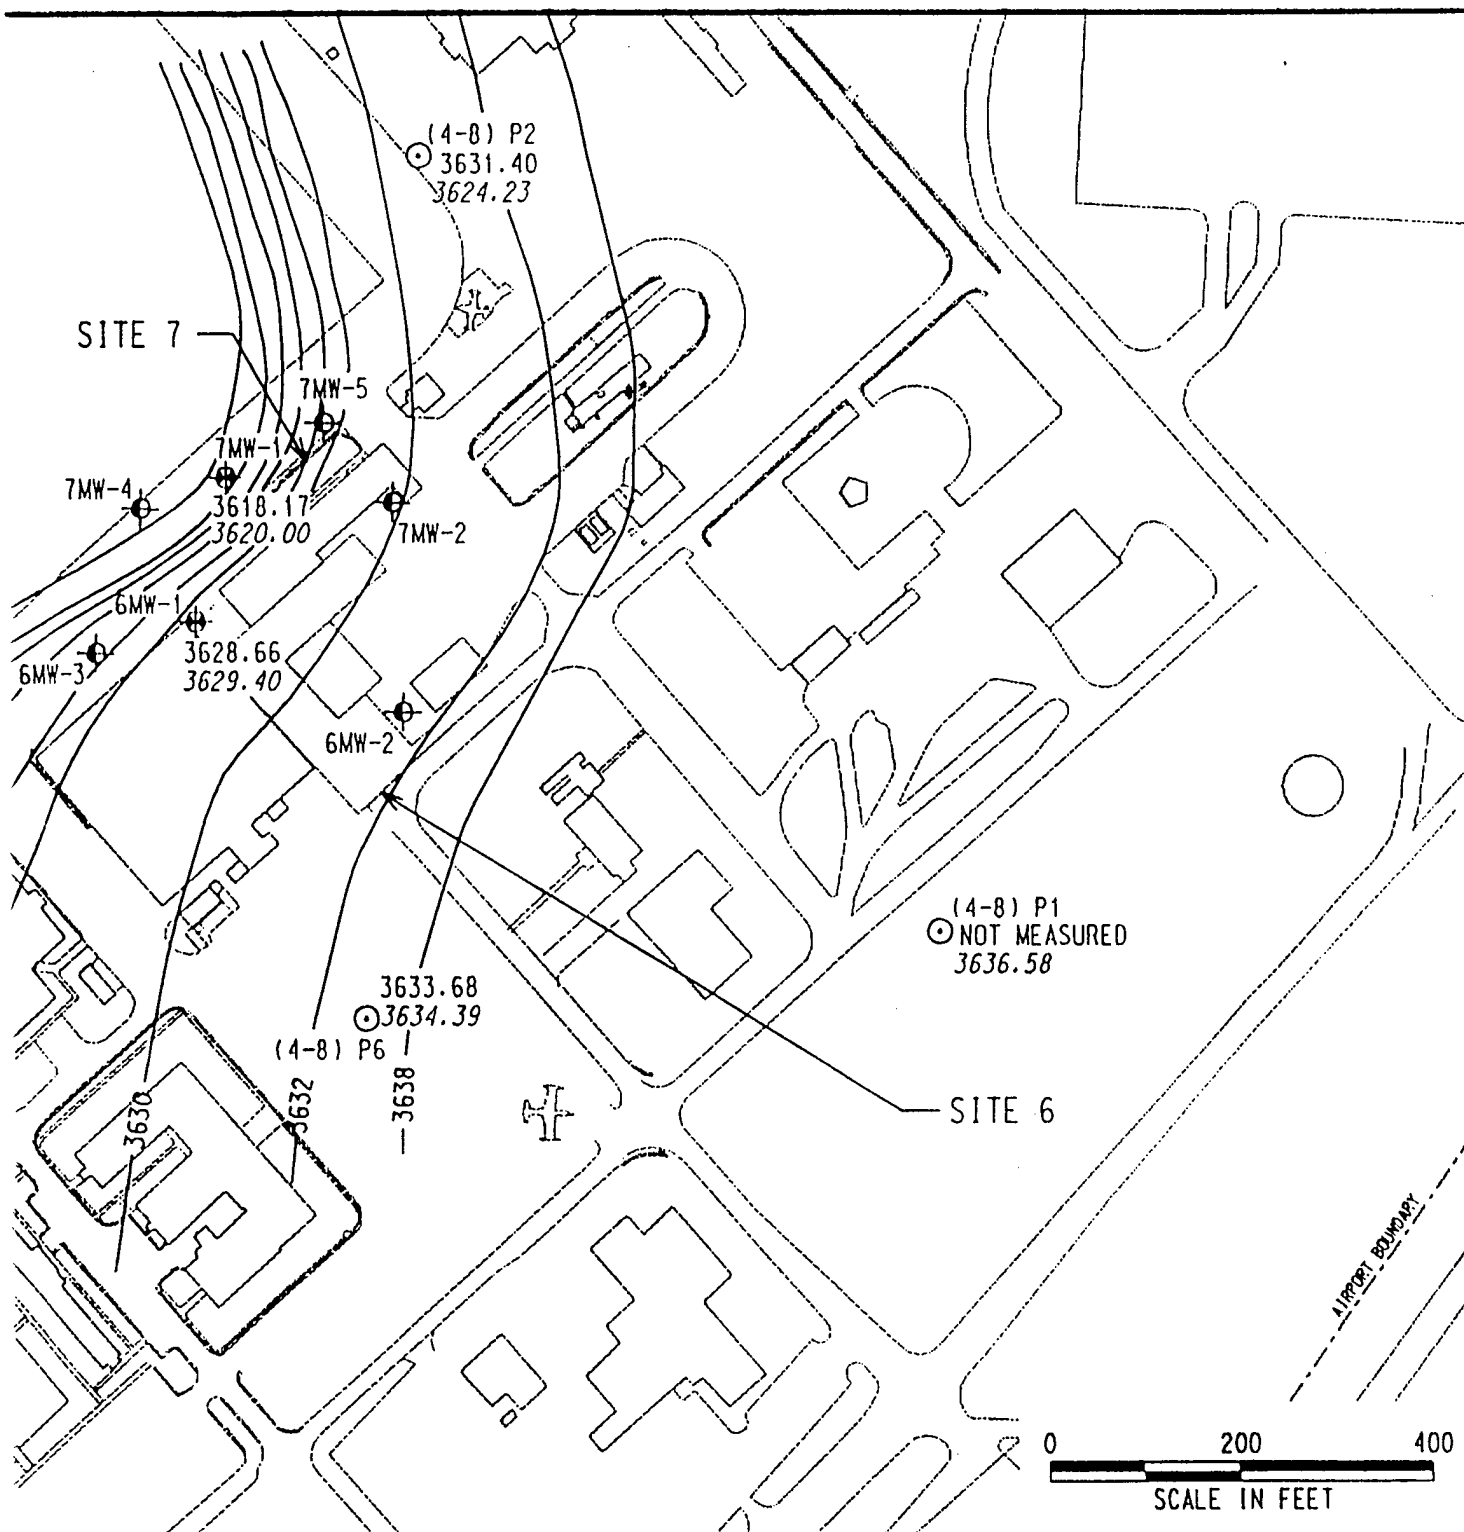 (4-8) P2
3631.40
3624.23
SITE 7
7MW-5
7MW-1
7MW-4
3618.17
3620.00
7MW-2
6MW-1
3628.66
3629.40
6MW-3
6MW-2
(4-8) P1
NOT MEASURED
3636.58
3633.68
3634.39
(4-8) P6
3630
3632
3638
SITE 6
AIRPORT BOUNDARY
0 200 400
SCALE IN FEET